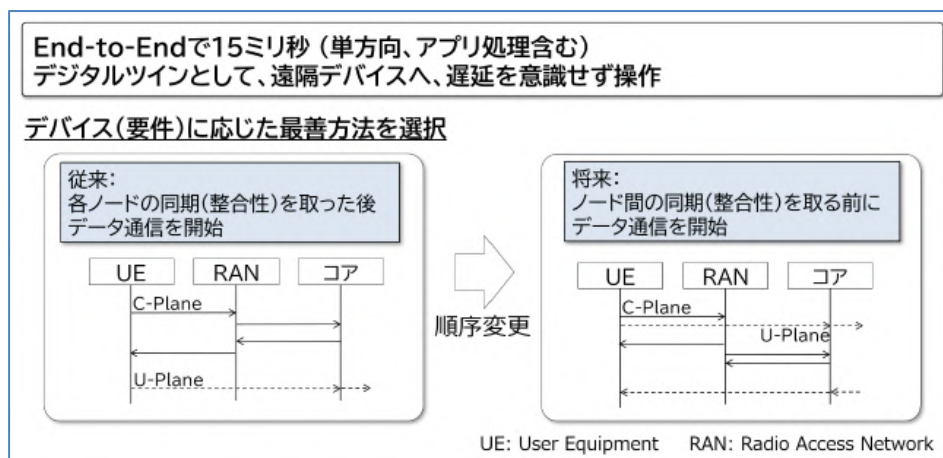 End-to-Endで15ミリ秒（単方向、アプリ処理含む）
デジタルツインとして、遠隔デバイスへ、遅延を意識せず操作
デバイス（要件）に応じた最善方法を選択
従来：
各ノードの同期（整合性）を取った後
データ通信を開始
UE RAN コア
C-Plane
U-Plane
順序変更
将来：
ノード間の同期（整合性）を取る前に
データ通信を開始
UE RAN コア
C-Plane
U-Plane
UE: User Equipment RAN: Radio Access Network